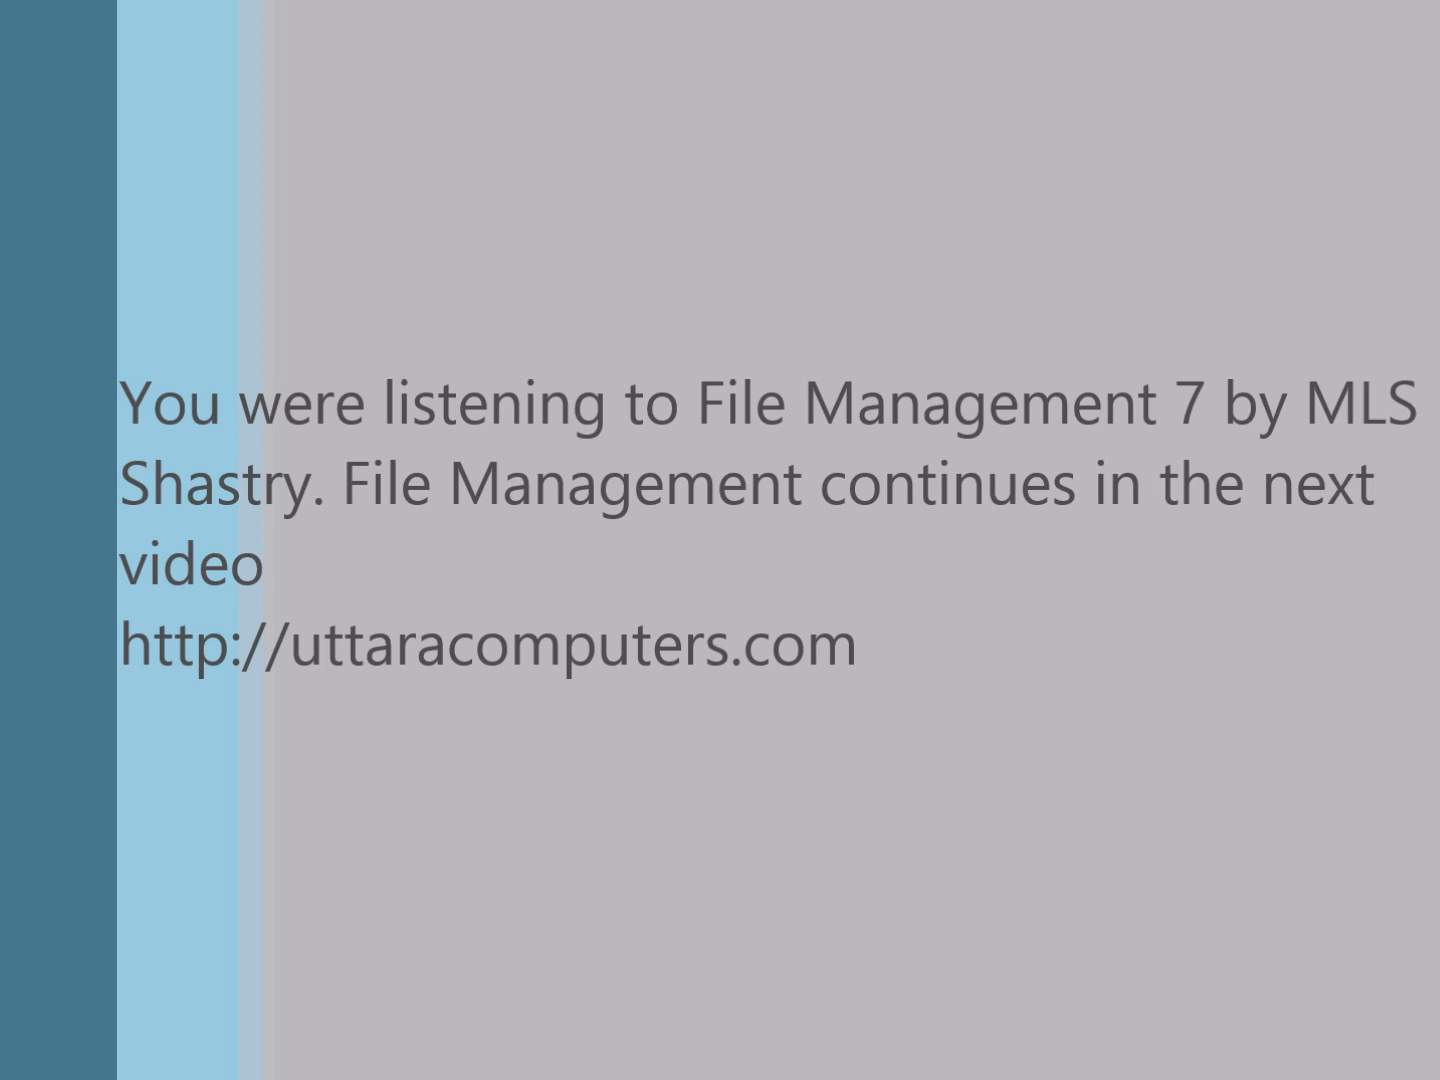 You were listening to File Management 7 by MLS
Shastry. File Management continues in the next
video
http://uttaracomputers.com